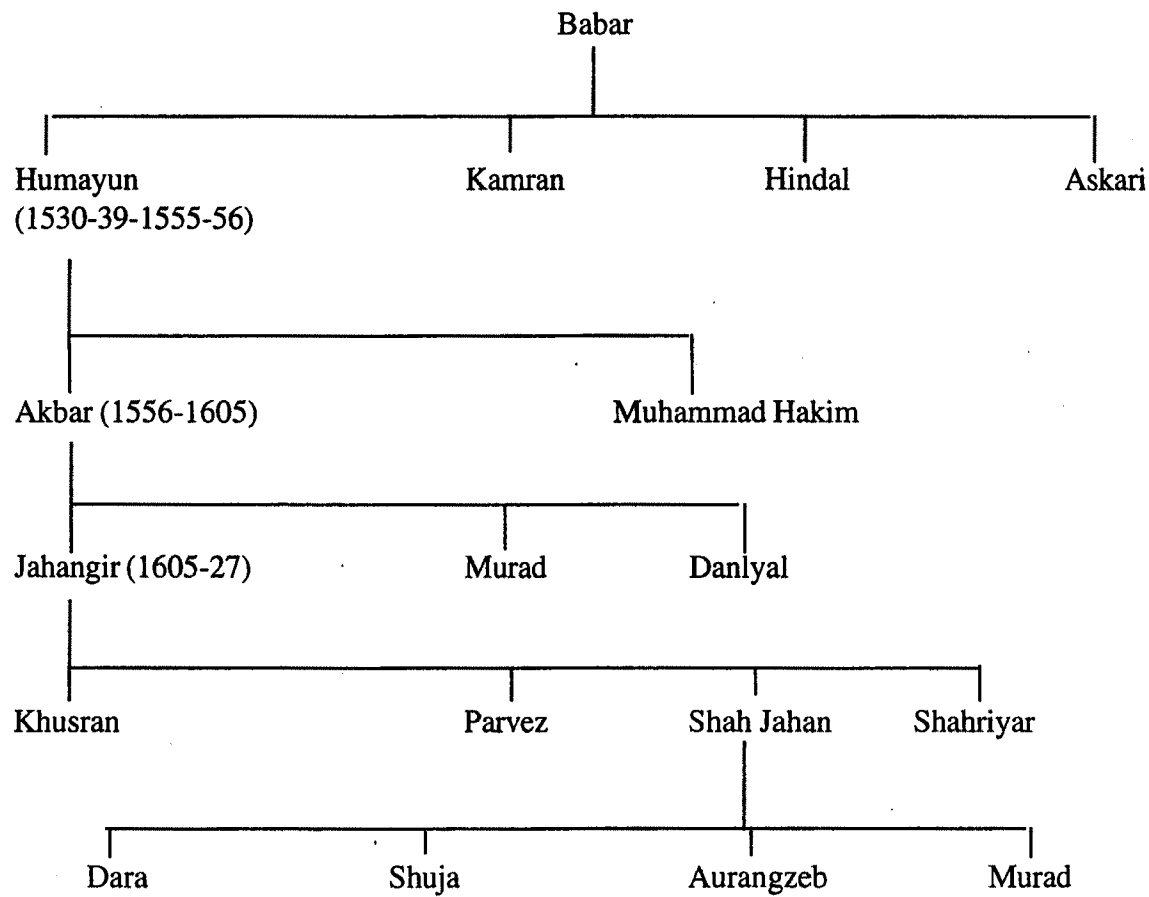 Babar
Humayun Kamran Hindal Askari
(1530-39-1555-56)
Akbar (1556-1605) Muhammad Hakim
Jahangir (1605-27) Murad Danlyal
Khusran Parvez Shah Jahan Shahriyar
Dara Shuja Aurangzeb Murad